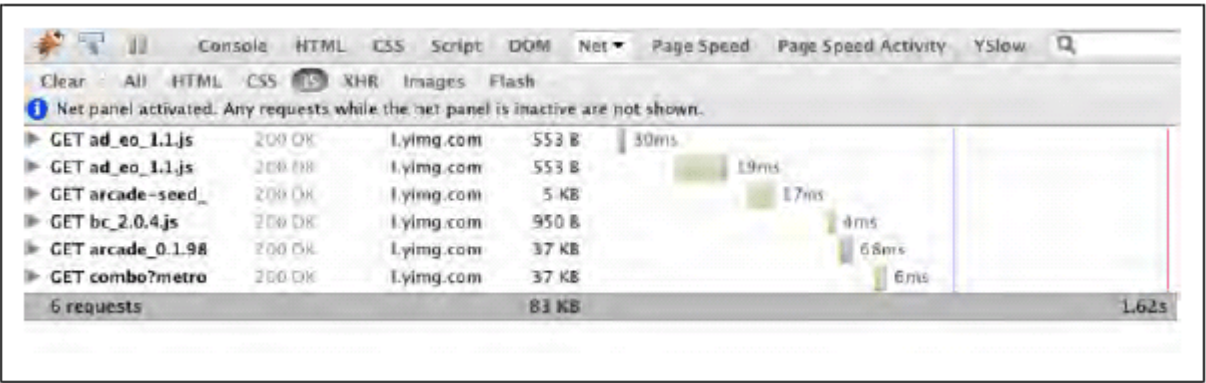 Console HTML CSS Script DOM Net Page Speed Page Speed Activity YSlow
Clear All HTML CSS JS XHR Images Flash
Net panel activated. Any requests while the net panel is inactive are not shown.
GET ad_eo_1.1.js 200 OK l.yimg.com 553 B 30ms
GET ad_eo_1.1.js 200 OK l.yimg.com 553 B 19ms
GET arcade-seed_ 200 OK l.yimg.com 5 KB 17ms
GET bc_2.0.4.js 200 OK l.yimg.com 950 B 4ms
GET arcade_0.1.98 200 OK l.yimg.com 37 KB 68ms
GET combo?metro 200 OK l.yimg.com 37 KB 6ms
6 requests 83 KB 1.62s